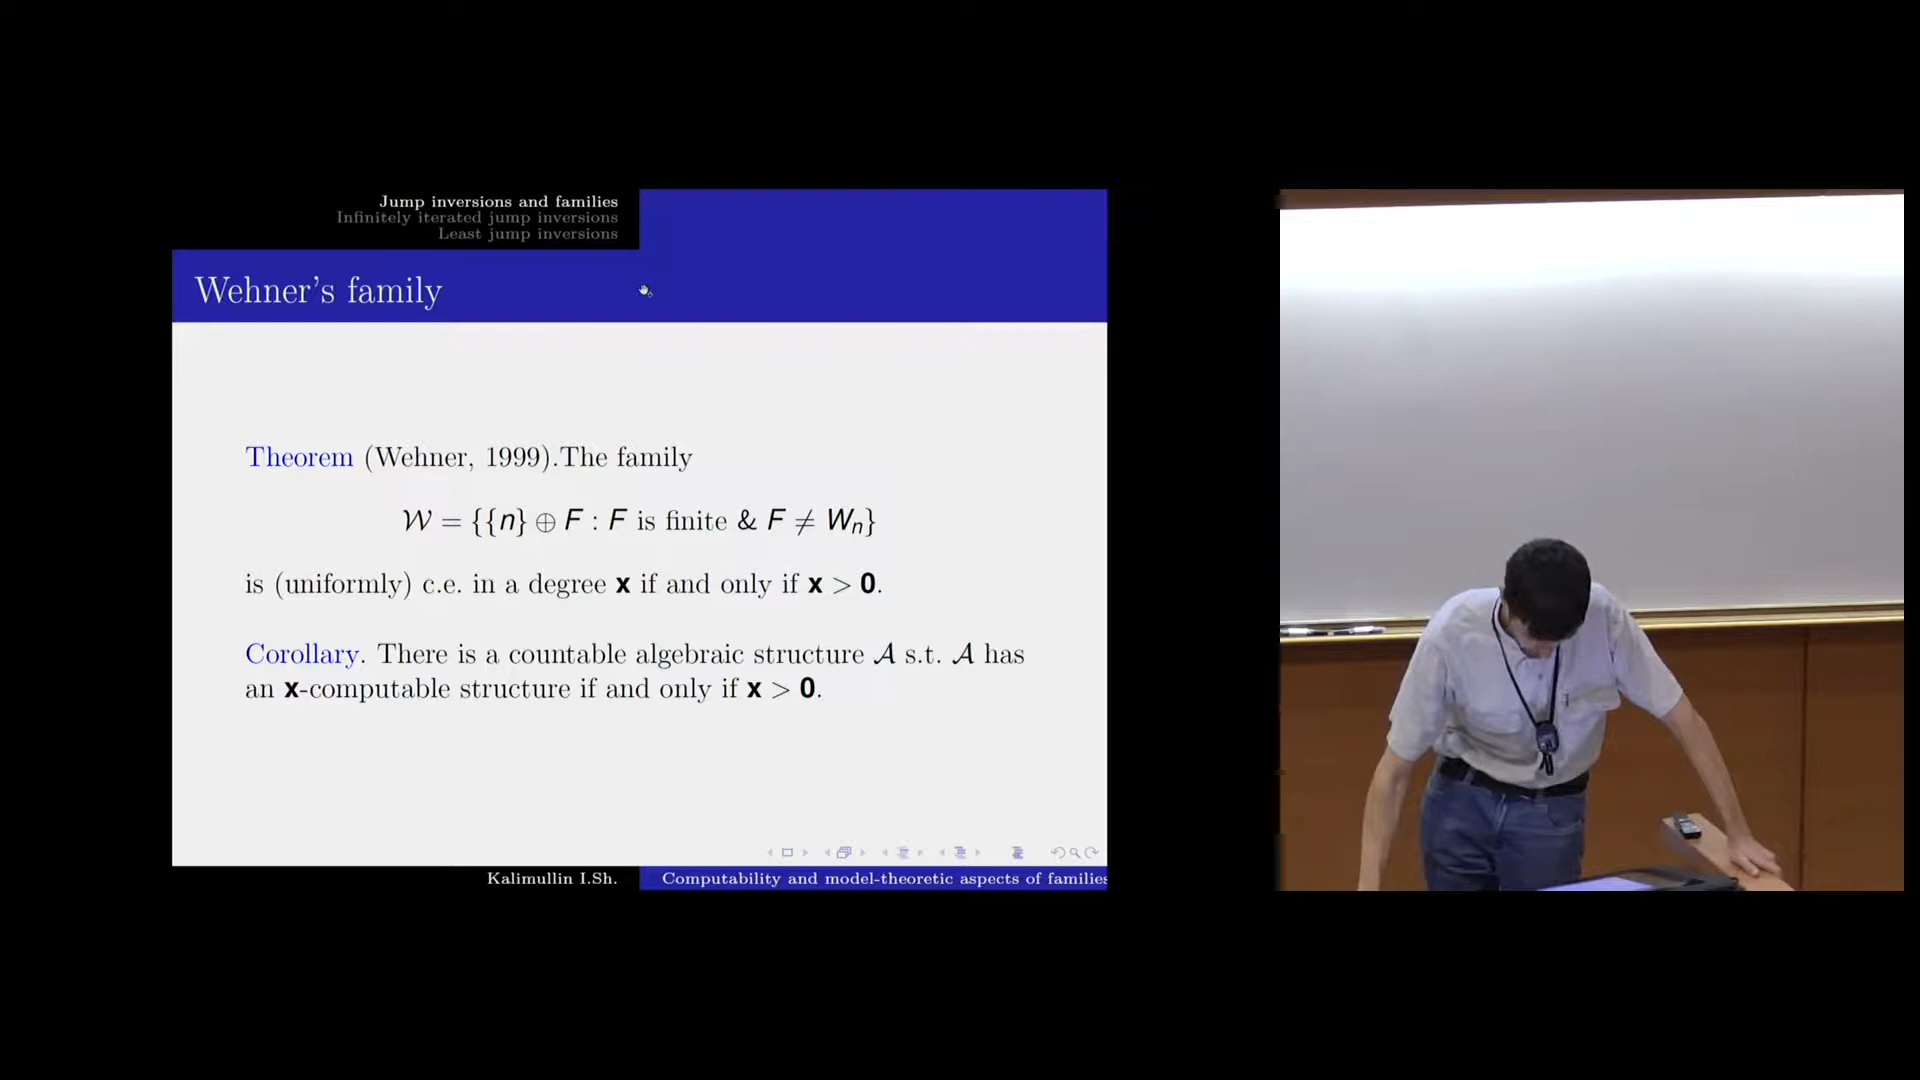 Jump inversions and families
Infinitely iterated jump inversions
Least jump inversions
Wehner's family
Theorem (Wehner, 1999).The family
𝒲 = {{n} ⊕ F : F is finite & F ≠ Wₙ}
is (uniformly) c.e. in a degree x if and only if x > 0.
Corollary. There is a countable algebraic structure 𝒜 s.t. 𝒜 has
an x-computable structure if and only if x > 0.
Kalimullin I.Sh.
Computability and model-theoretic aspects of families